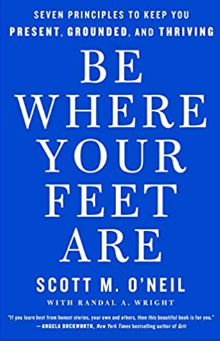 SEVEN PRINCIPLES TO KEEP YOU
PRESENT, GROUNDED, AND THRIVING
BE
WHERE
YOUR
FEET
ARE
SCOTT M. O'NEIL
WITH RANDAL A. WRIGHT
"If you learn best from honest stories, your own and others, then this beautiful book is for you."
— ANGELA DUCKWORTH, New York Times bestselling author of Grit